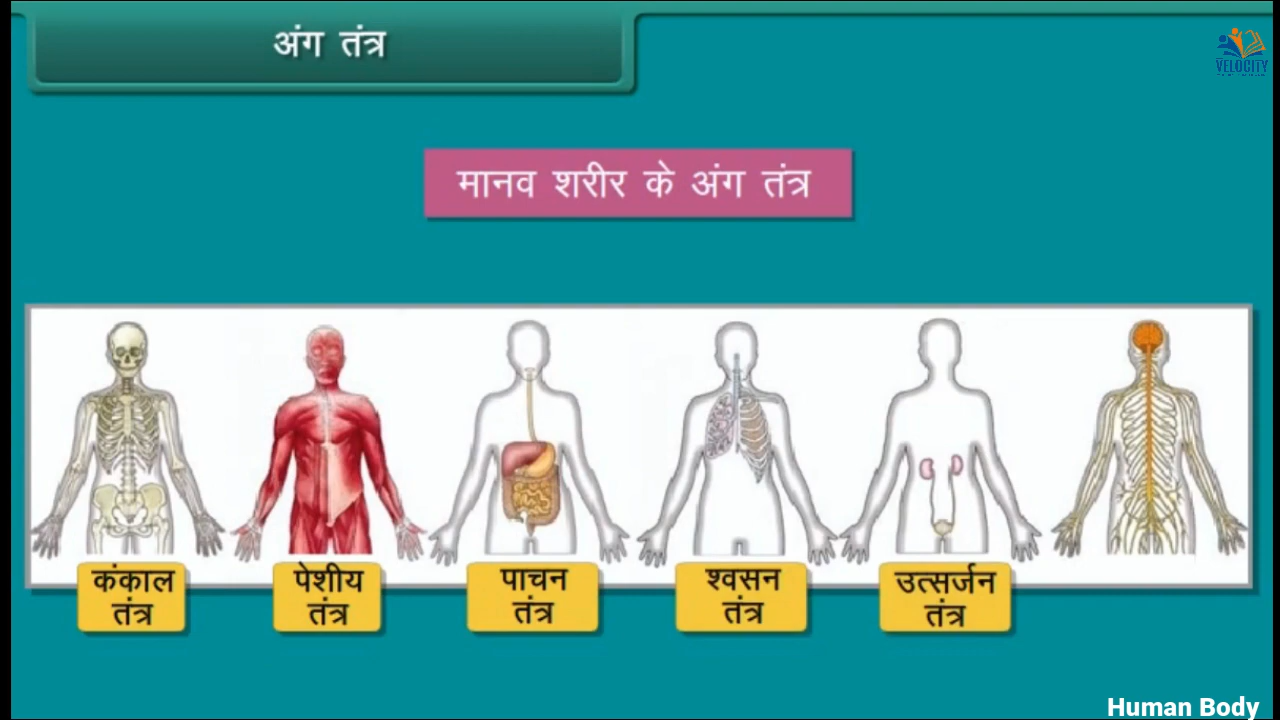 अंग तंत्र
VELOCITY
मानव शरीर के अंग तंत्र
कंकाल
तंत्र
पेशीय
तंत्र
पाचन
तंत्र
श्वसन
तंत्र
उत्सर्जन
तंत्र
Human Body